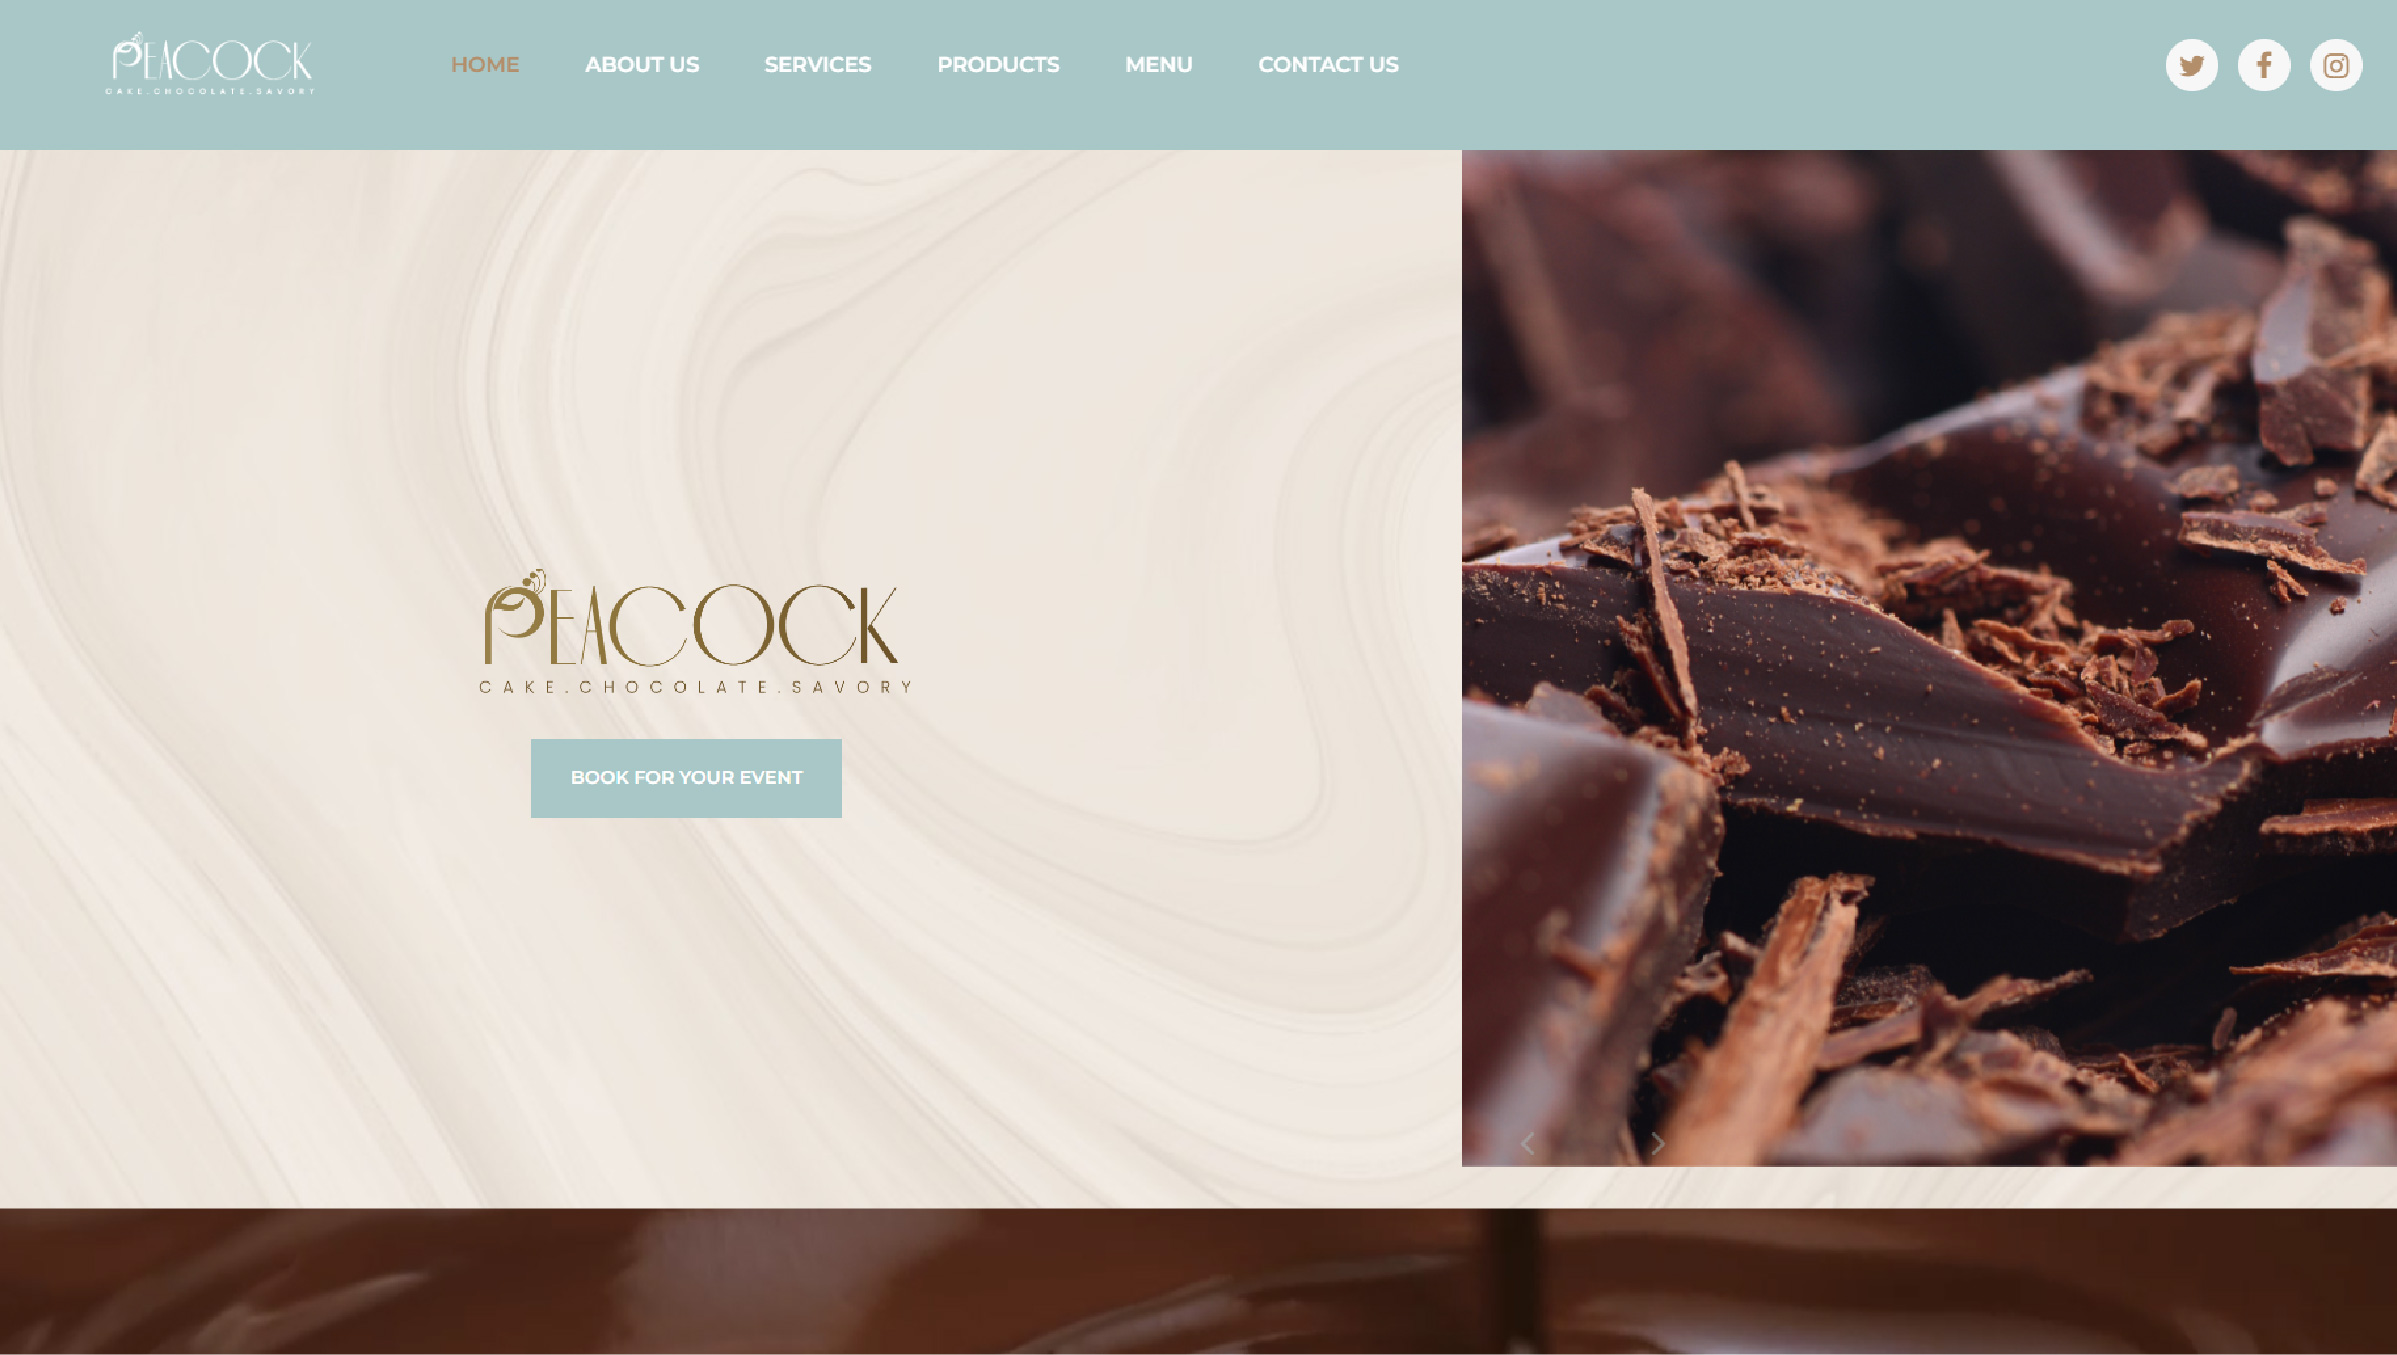 PEACOCK
CAKE.CHOCOLATE.SAVORY
HOME
ABOUT US
SERVICES
PRODUCTS
MENU
CONTACT US
PEACOCK
CAKE.CHOCOLATE.SAVORY
BOOK FOR YOUR EVENT